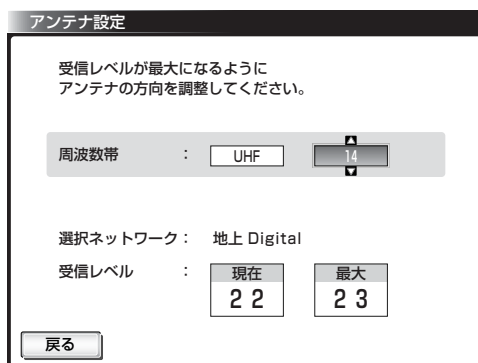 アンテナ設定
受信レベルが最大になるように
アンテナの方向を調整してください。
周波数帯 : UHF 14
選択ネットワーク: 地上 Digital
受信レベル : 現在 最大
22 23
戻る